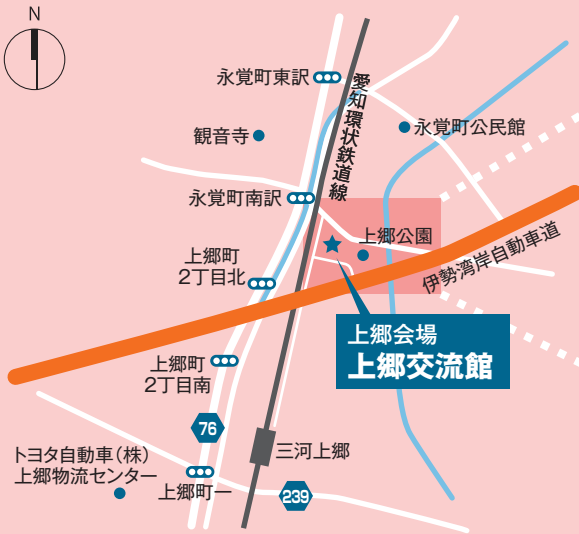 N
永覚町東訳
愛知環状鉄道線
観音寺
永覚町公民館
永覚町南訳
上郷公園
上郷町
2丁目北
伊勢湾岸自動車道
上郷会場
上郷交流館
上郷町
2丁目南
76
三河上郷
トヨタ自動車(株)
上郷物流センター
上郷町一
239